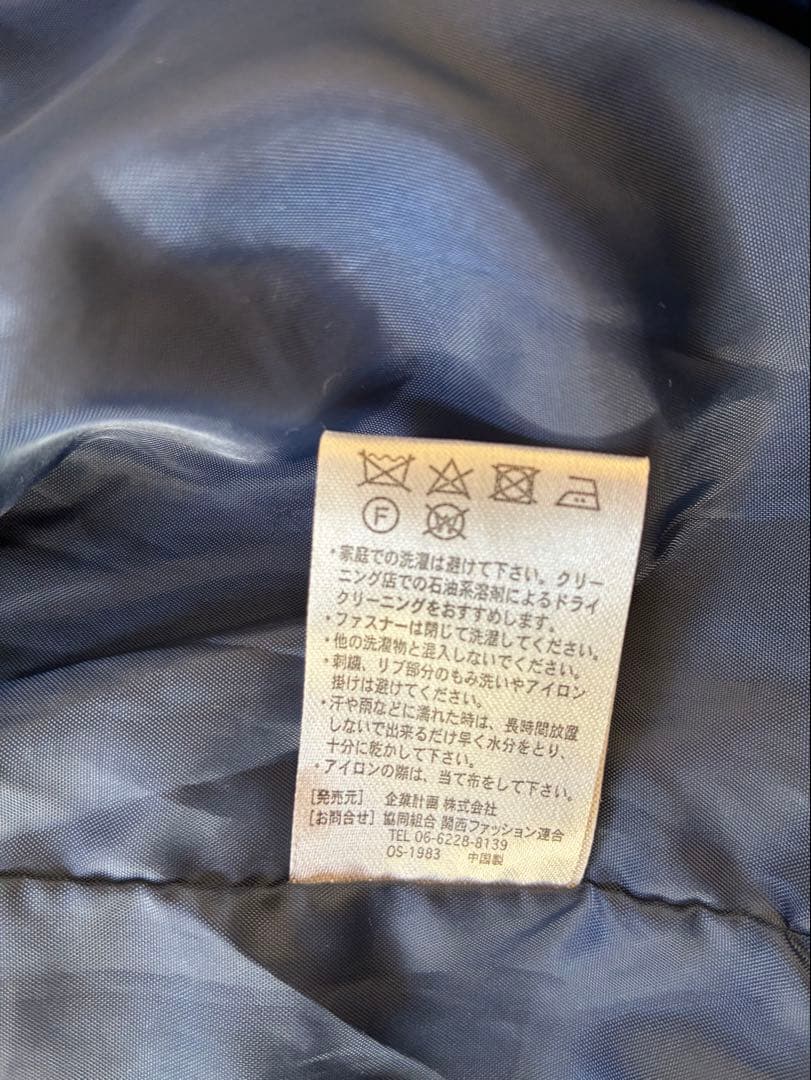 F W
・家庭での洗濯は避けて下さい。クリー
ニング店での石油系溶剤によるドライ
クリーニングをおすすめします。
・ファスナーは閉じて洗濯してください。
・他の洗濯物と混入しないでください。
・刺繍、リブ部分のもみ洗いやアイロン
掛けは避けてください。
・汗や雨などに濡れた時は、長時間放置
しないで出来るだけ早く水分をとり、
十分に乾かして下さい。
・アイロンの際は、当て布をして下さい。
[発売元] 企業計画 株式会社
[お問合せ] 協同組合 関西ファッション連合
TEL 06-6228-8139
OS-1983 中国製